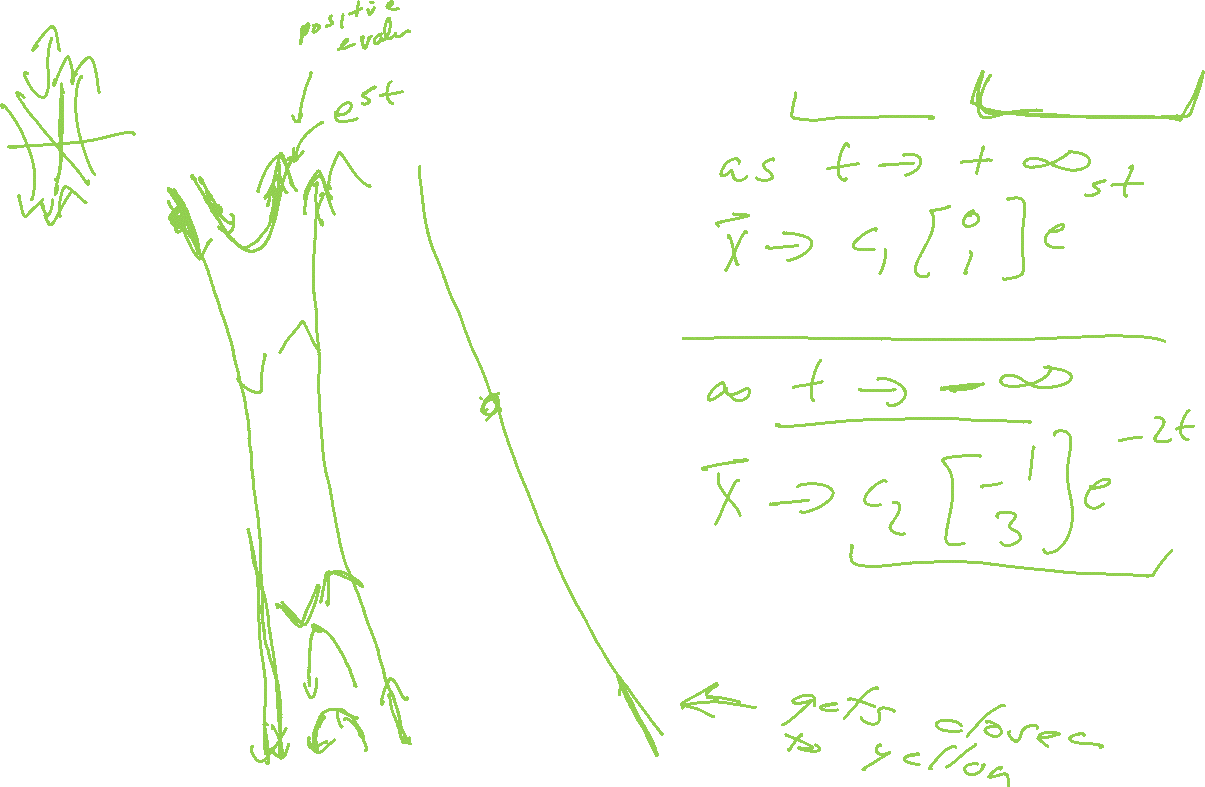 positive
evalu
e^{st}
as t → + ∞
x̄ → c₁ [0 1] e^{st}
as t → - ∞
x̄ → c₂ [-1 3] e^{-2t}
gets closer
to yellow